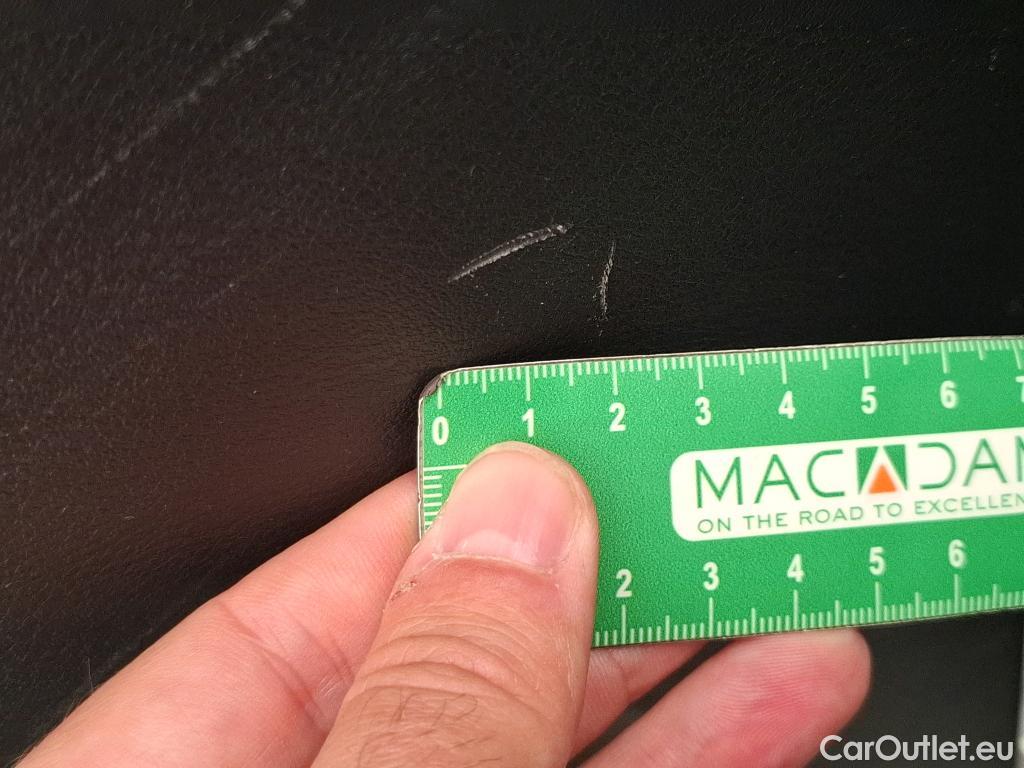 0 1 2 3 4 5 6 7
MACADAM
ON THE ROAD TO EXCELLEN
2 3 4 5 6
CarOutlet.eu